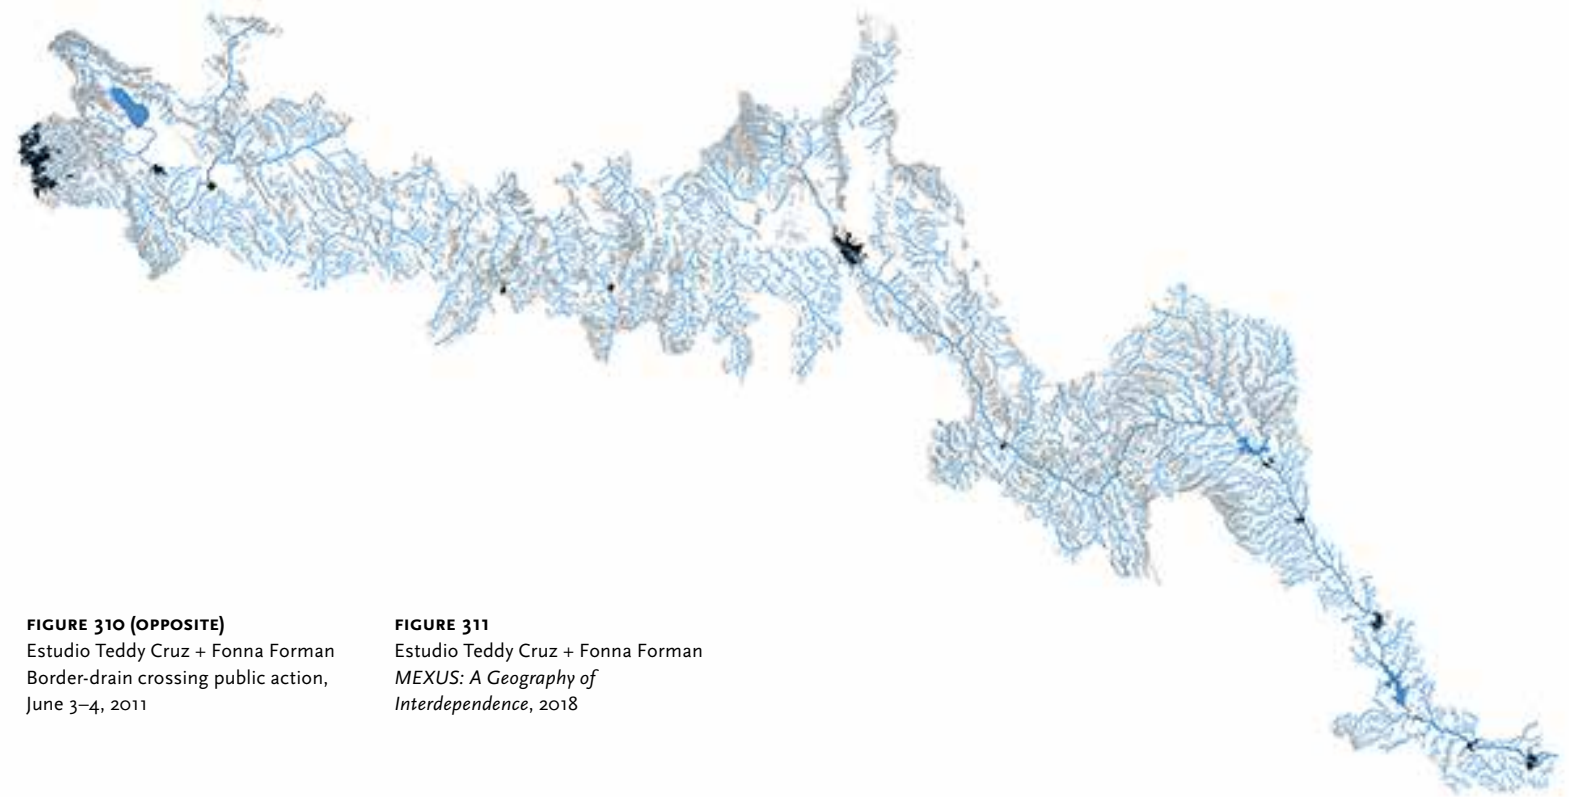 FIGURE 310 (OPPOSITE)
Estudio Teddy Cruz + Fonna Forman
Border-drain crossing public action,
June 3–4, 2011
FIGURE 311
Estudio Teddy Cruz + Fonna Forman
MEXUS: A Geography of
Interdependence, 2018